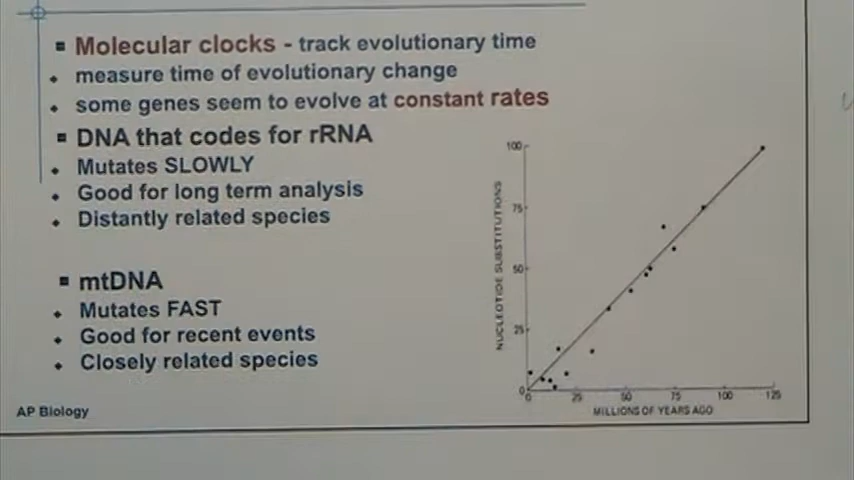 Molecular clocks - track evolutionary time
measure time of evolutionary change
some genes seem to evolve at constant rates
DNA that codes for rRNA
Mutates SLOWLY
Good for long term analysis
Distantly related species
mtDNA
Mutates FAST
Good for recent events
Closely related species
AP Biology
NUCLEOTIDE SUBSTITUTIONS
100
75
50
25
0
0 25 50 75 100 125
MILLIONS OF YEARS AGO